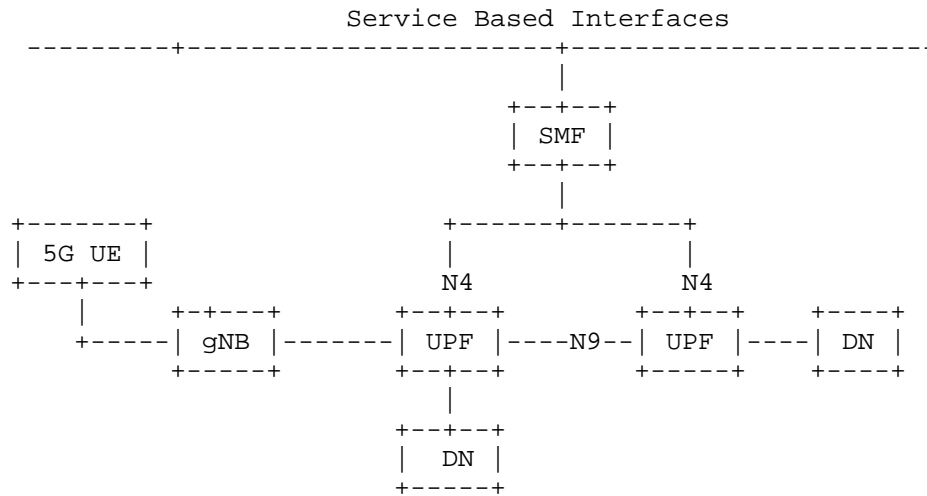 Service Based Interfaces
SMF
5G UE
N4 N4
gNB UPF N9 UPF DN
DN